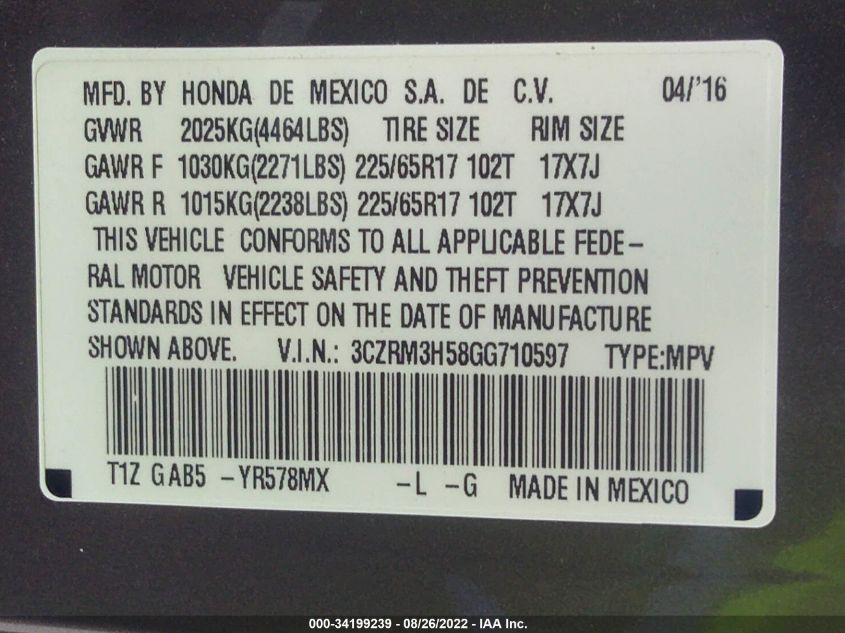 MFD. BY HONDA DE MEXICO S.A. DE C.V. 04/'16
GVWR 2025KG(4464LBS) TIRE SIZE RIM SIZE
GAWR F 1030KG(2271LBS) 225/65R17 102T 17X7J
GAWR R 1015KG(2238LBS) 225/65R17 102T 17X7J
THIS VEHICLE CONFORMS TO ALL APPLICABLE FEDE-
RAL MOTOR VEHICLE SAFETY AND THEFT PREVENTION
STANDARDS IN EFFECT ON THE DATE OF MANUFACTURE
SHOWN ABOVE. V.I.N.: 3CZRM3H58GG710597 TYPE:MPV
T1Z GAB5 -YR578MX -L -G MADE IN MEXICO
000-34199239 - 08/26/2022 - IAA Inc.